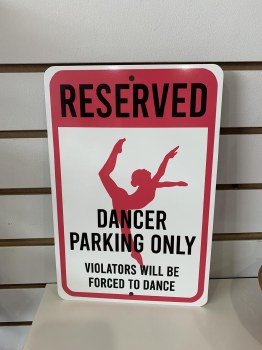 RESERVED
DANCER
PARKING ONLY
VIOLATORS WILL BE
FORCED TO DANCE